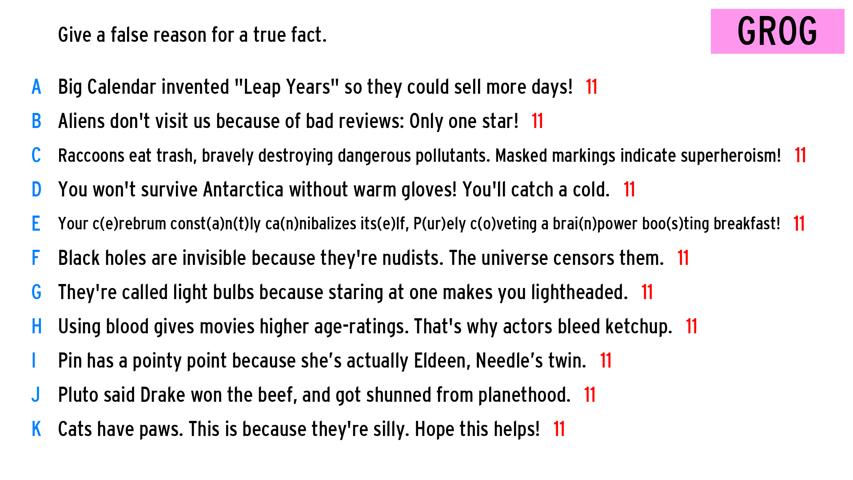 Give a false reason for a true fact.
GROG
A Big Calendar invented "Leap Years" so they could sell more days! 11
B Aliens don't visit us because of bad reviews: Only one star! 11
C Raccoons eat trash, bravely destroying dangerous pollutants. Masked markings indicate superheroism! 11
D You won't survive Antarctica without warm gloves! You'll catch a cold. 11
E Your c(e)rebrum const(a)n(t)ly ca(n)nibalizes its(e)lf, P(ur)ely c(o)veting a brai(n)power boo(s)ting breakfast! 11
F Black holes are invisible because they're nudists. The universe censors them. 11
G They're called light bulbs because staring at one makes you lightheaded. 11
H Using blood gives movies higher age-ratings. That's why actors bleed ketchup. 11
I Pin has a pointy point because she’s actually Eldeen, Needle’s twin. 11
J Pluto said Drake won the beef, and got shunned from planethood. 11
K Cats have paws. This is because they're silly. Hope this helps! 11